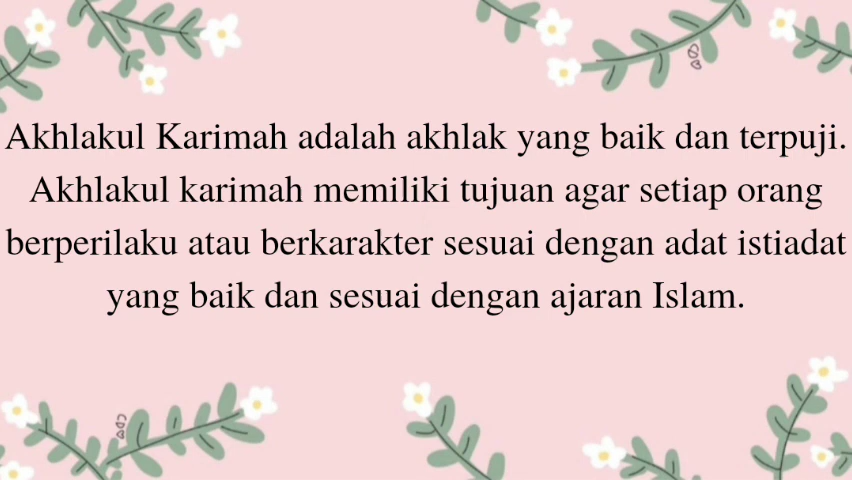 Akhlakul Karimah adalah akhlak yang baik dan terpuji.
Akhlakul karimah memiliki tujuan agar setiap orang
berperilaku atau berkarakter sesuai dengan adat istiadat
yang baik dan sesuai dengan ajaran Islam.